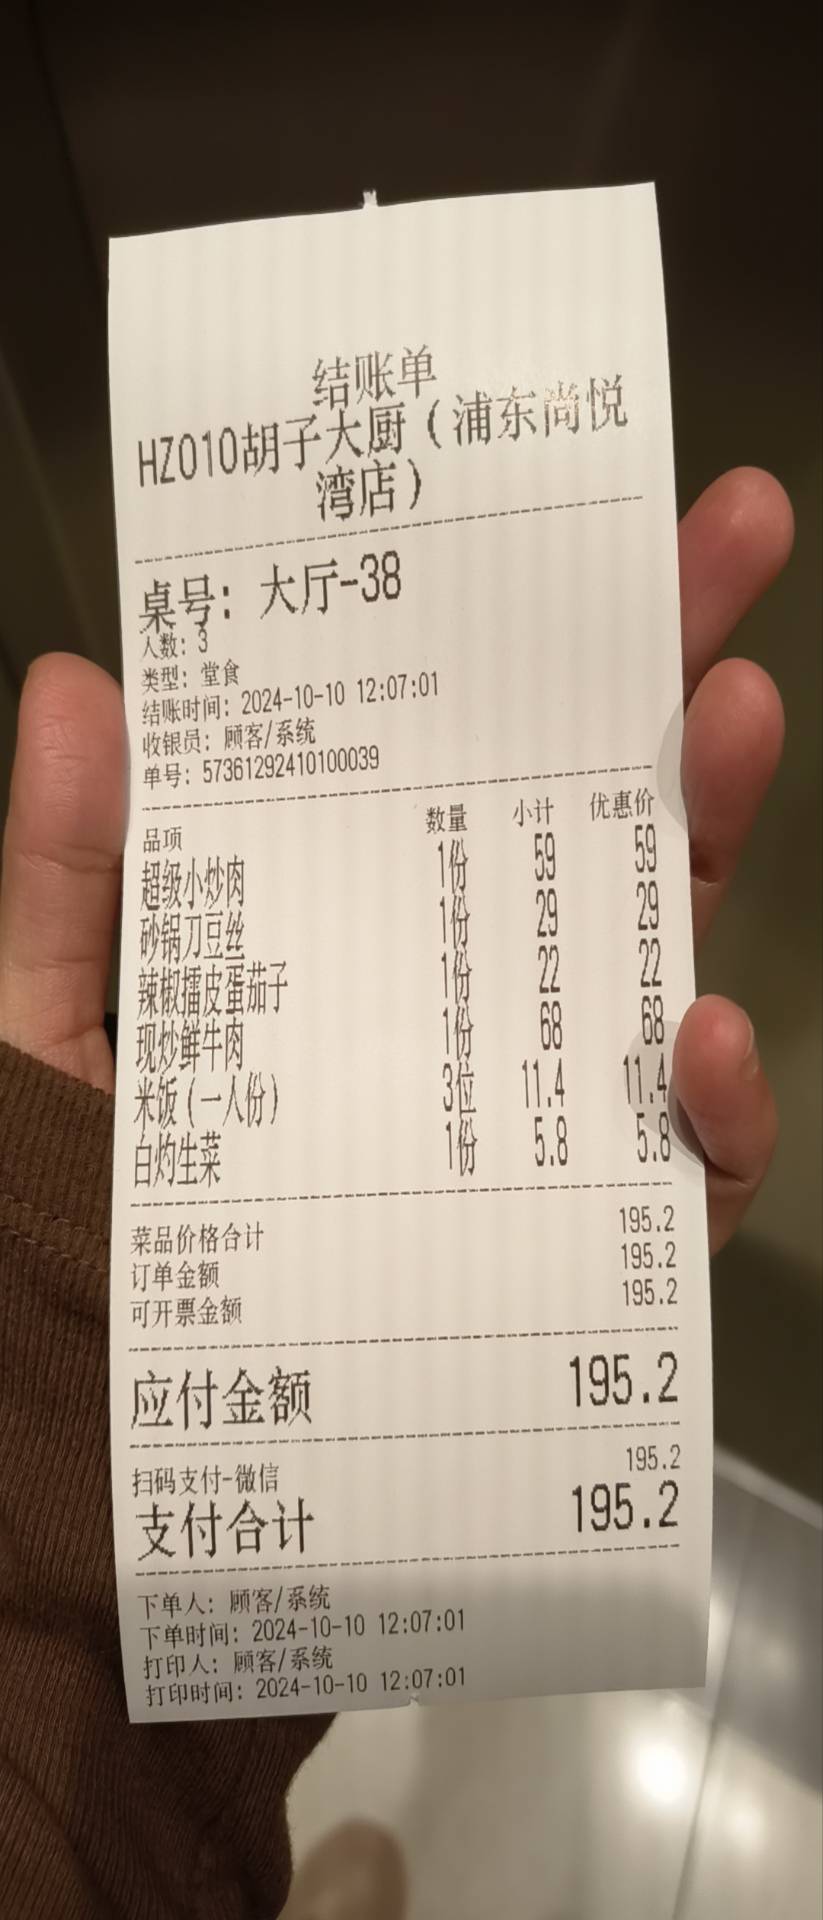 结账单
HZ010胡子大厨（浦东尚悦
湾店）
桌号：大厅-38
人数：3
类型：堂食
结账时间：2024-10-10 12:07:01
收银员：顾客/系统
单号：57361292410100039
品项 数量 小计 优惠价
超级小炒肉 1份 59 59
砂锅刀豆丝 1份 29 29
辣椒擂皮蛋茄子 1份 22 22
现炒鲜牛肉 1份 68 68
米饭（一人份） 3位 11.4 11.4
白灼生菜 1份 5.8 5.8
菜品价格合计 195.2
订单金额 195.2
可开票金额 195.2
应付金额 195.2
扫码支付-微信 195.2
支付合计 195.2
下单人：顾客/系统
下单时间：2024-10-10 12:07:01
打印人：顾客/系统
打印时间：2024-10-10 12:07:01